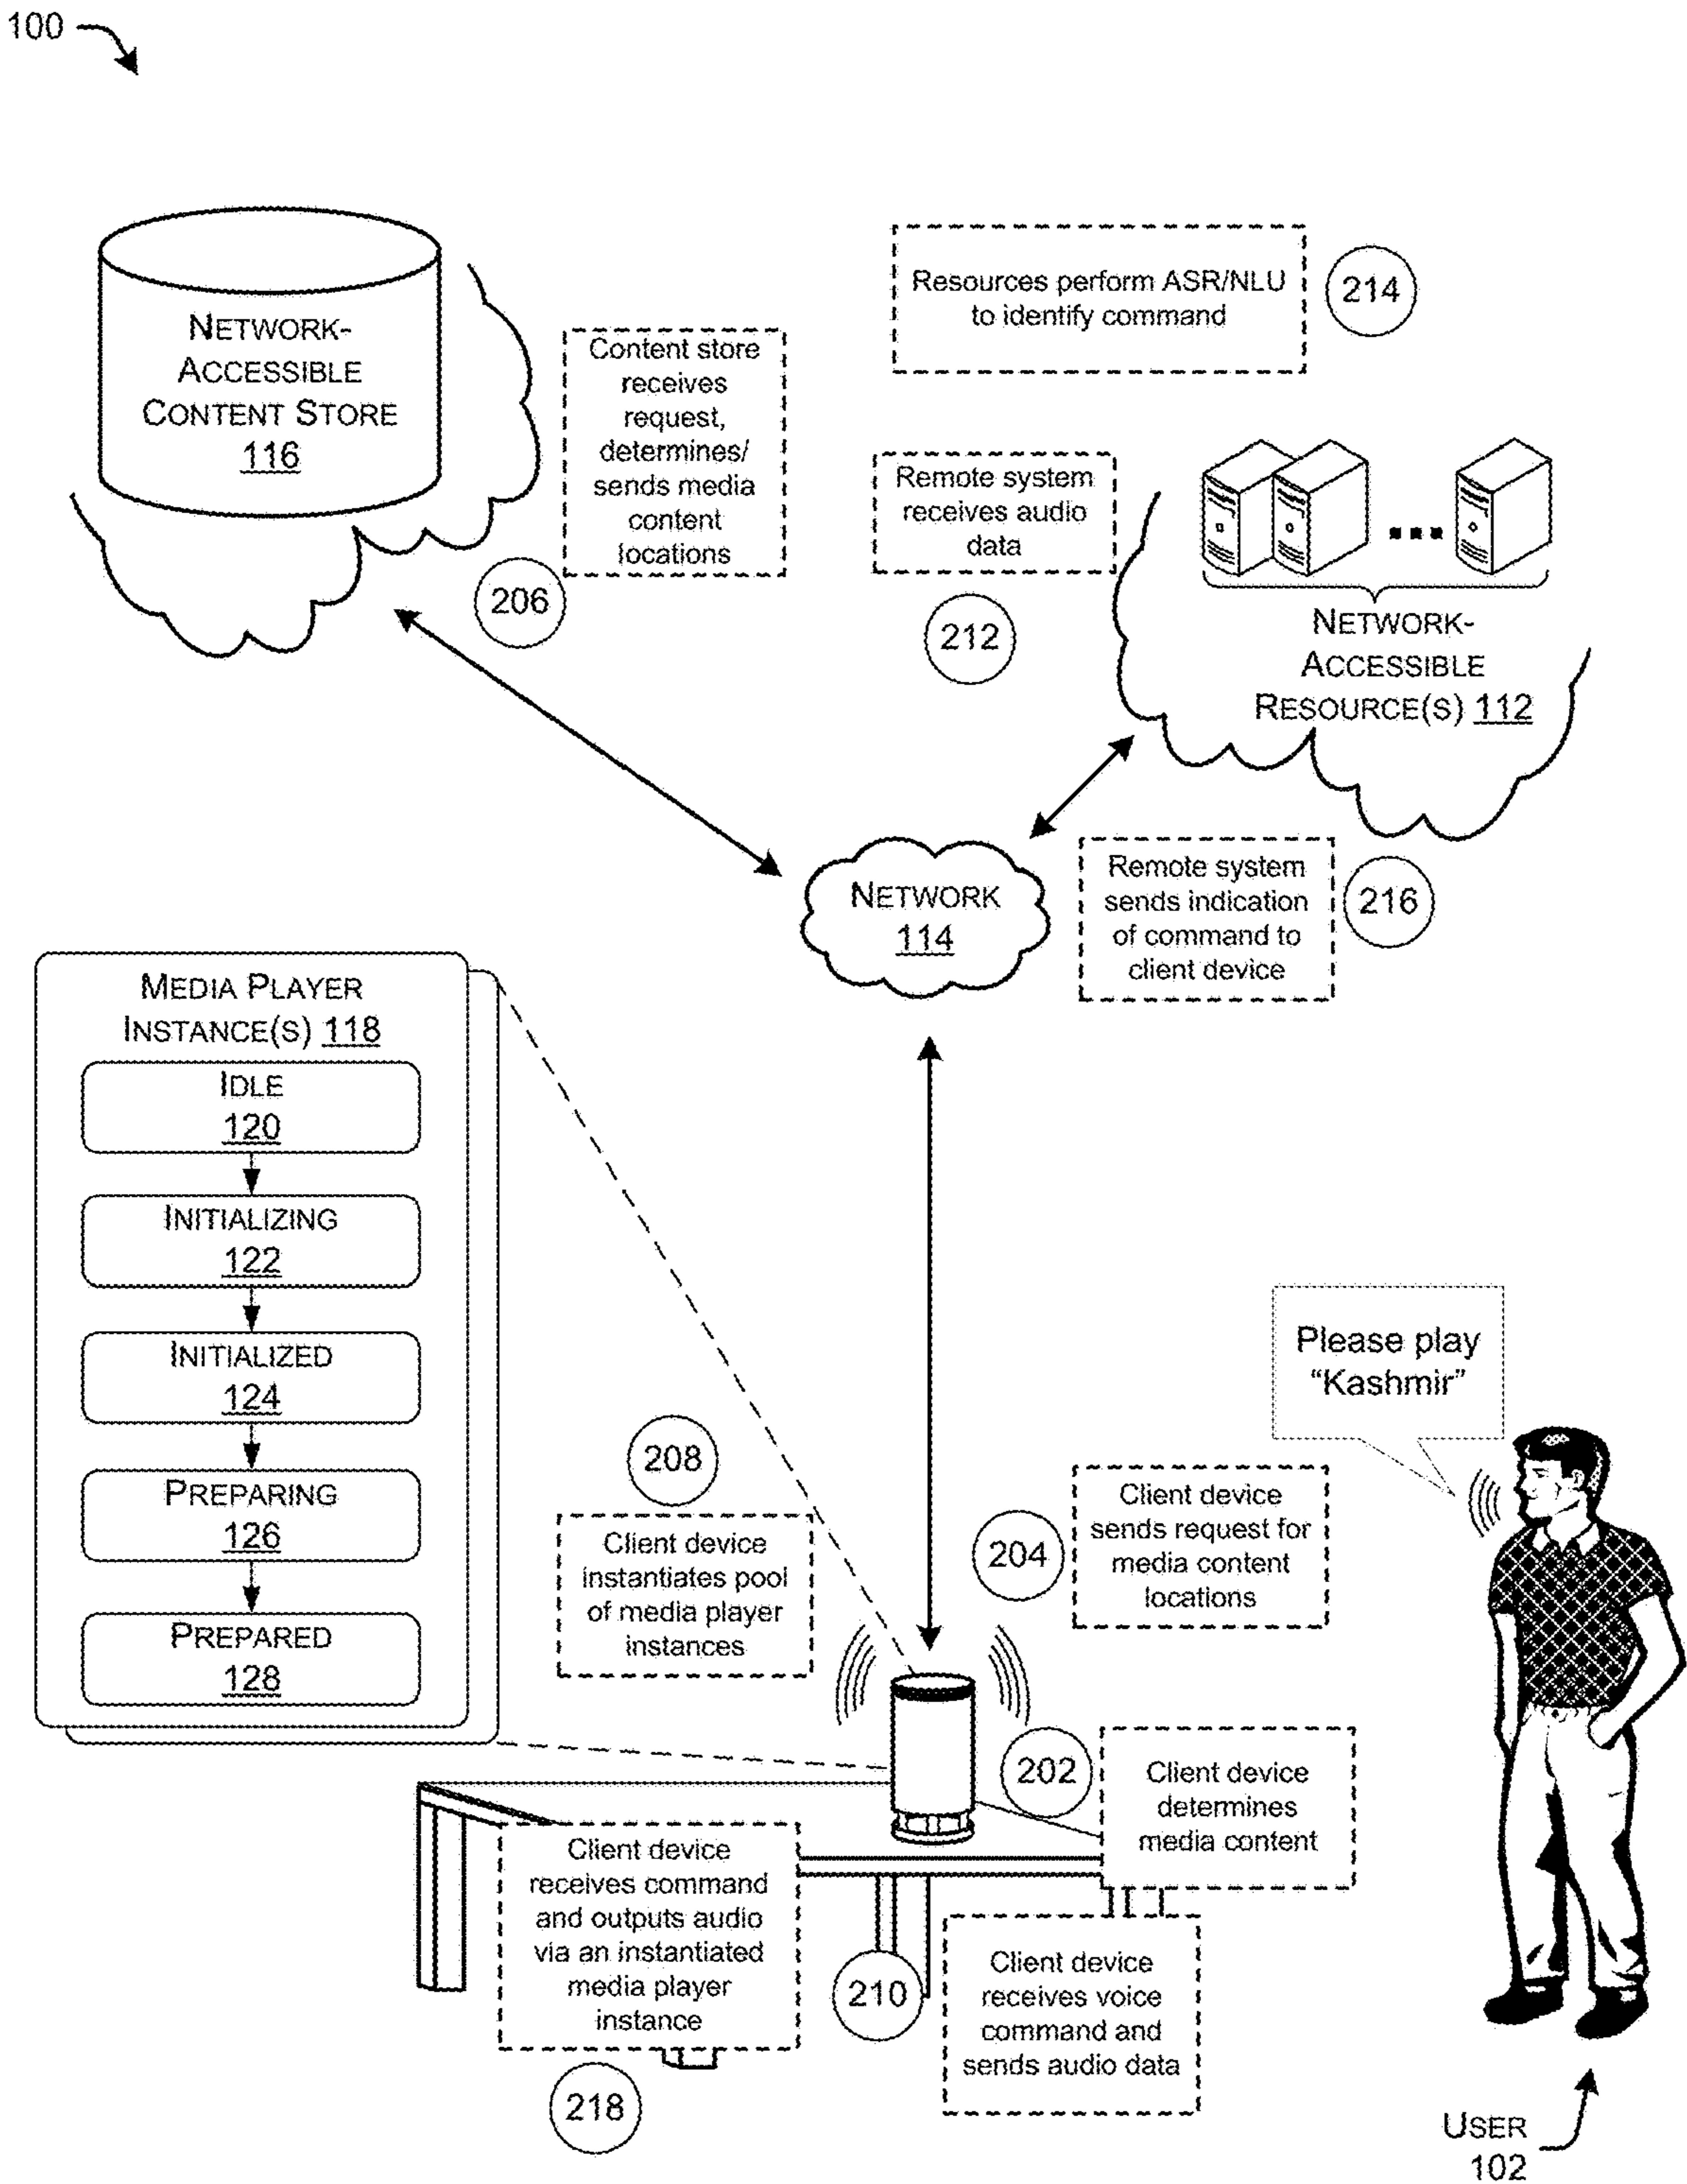 100
NETWORK-
ACCESSIBLE
CONTENT STORE
116
Content store
receives
request,
determines/
sends media
content
locations
206
Resources perform ASR/NLU
to identify command
214
Remote system
receives audio
data
212
NETWORK-
ACCESSIBLE
RESOURCE(S) 112
NETWORK
114
Remote system
sends indication
of command to
client device
216
MEDIA PLAYER
INSTANCE(S) 118
IDLE
120
INITIALIZING
122
INITIALIZED
124
PREPARING
126
PREPARED
128
Please play
“Kashmir”
208
Client device
instantiates pool
of media player
instances
204
Client device
sends request for
media content
locations
202
Client device
determines
media content
Client device
receives command
and outputs audio
via an instantiated
media player
instance
218
210
Client device
receives voice
command and
sends audio data
USER
102